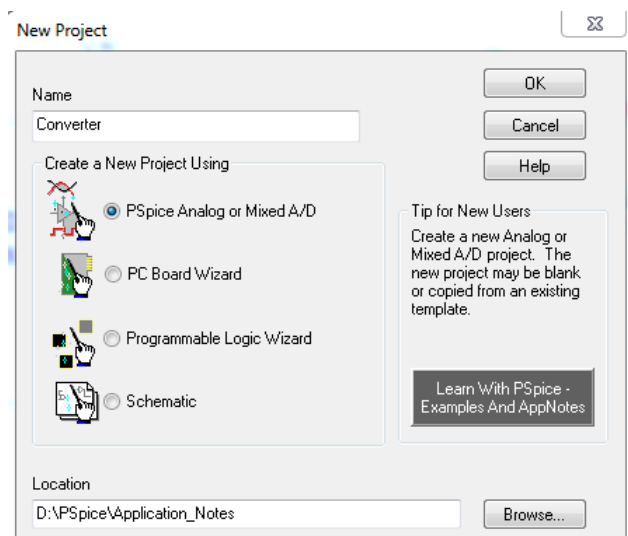 New Project
OK
Name
Converter
Cancel
Help
Create a New Project Using
PSpice Analog or Mixed A/D
PC Board Wizard
Programmable Logic Wizard
Schematic
Tip for New Users
Create a new Analog or
Mixed A/D project. The
new project may be blank
or copied from an existing
template.
Learn With PSpice -
Examples And AppNotes
Location
D:\PSpice\Application_Notes
Browse...